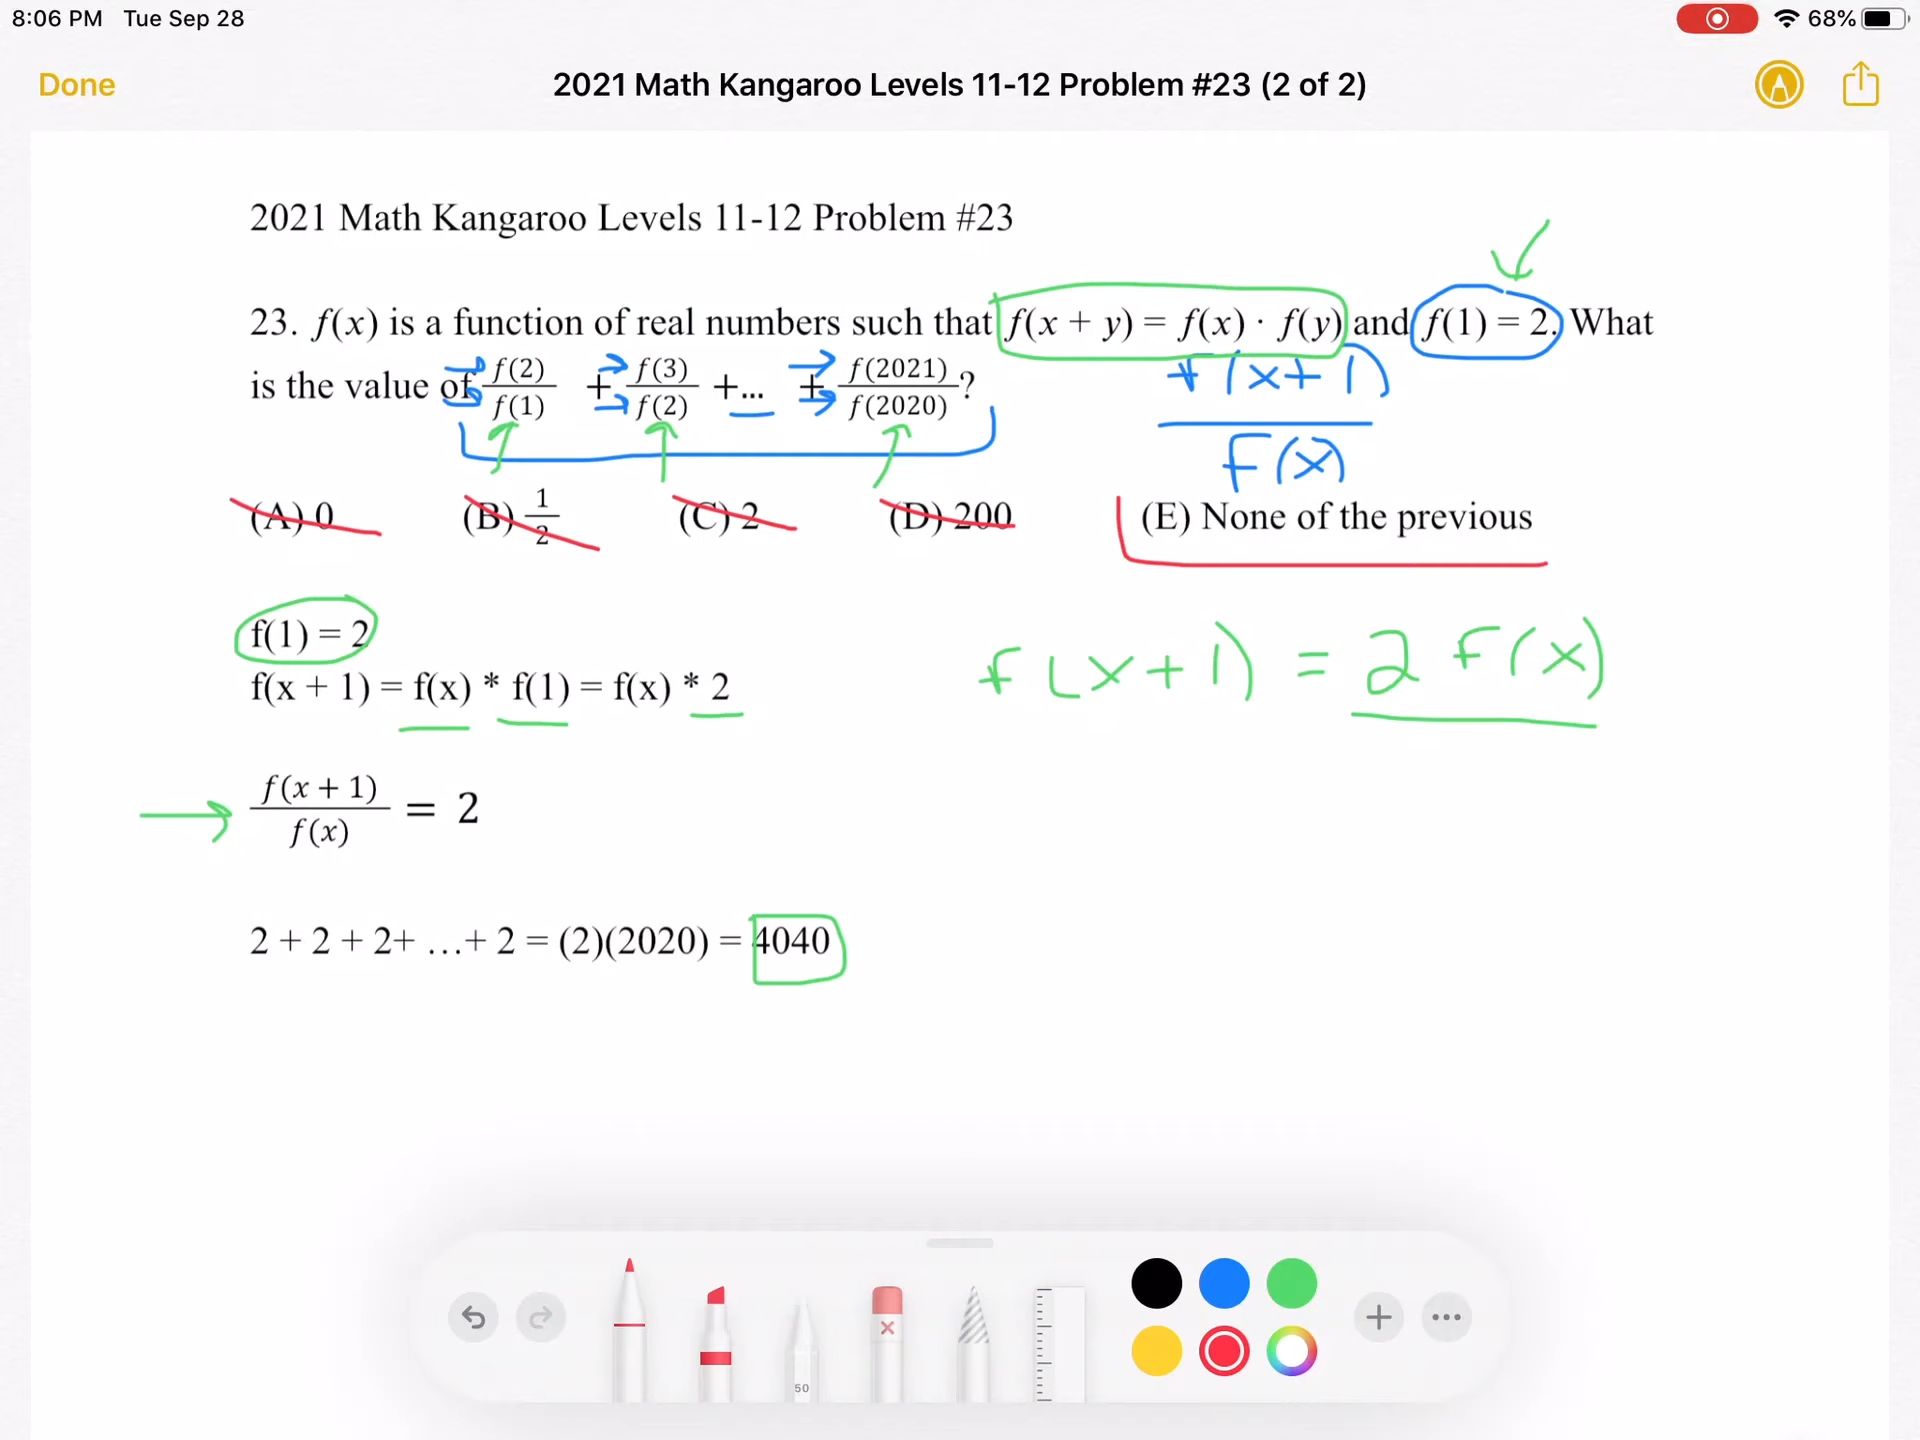 8:06 PM Tue Sep 28
68%
Done
2021 Math Kangaroo Levels 11-12 Problem #23 (2 of 2)
2021 Math Kangaroo Levels 11-12 Problem #23
23. f(x) is a function of real numbers such that f(x + y) = f(x) · f(y) and f(1) = 2. What
is the value of f(2)/f(1) + f(3)/f(2) +... + f(2021)/f(2020) ?
f(x+1)
f(x)
(A) 0 (B) 1/2 (C) 2 (D) 200 (E) None of the previous
f(1) = 2
f(x + 1) = f(x) * f(1) = f(x) * 2
f(x+1) = 2 f(x)
f(x + 1)/f(x) = 2
2 + 2 + 2+ …+ 2 = (2)(2020) = 4040
50